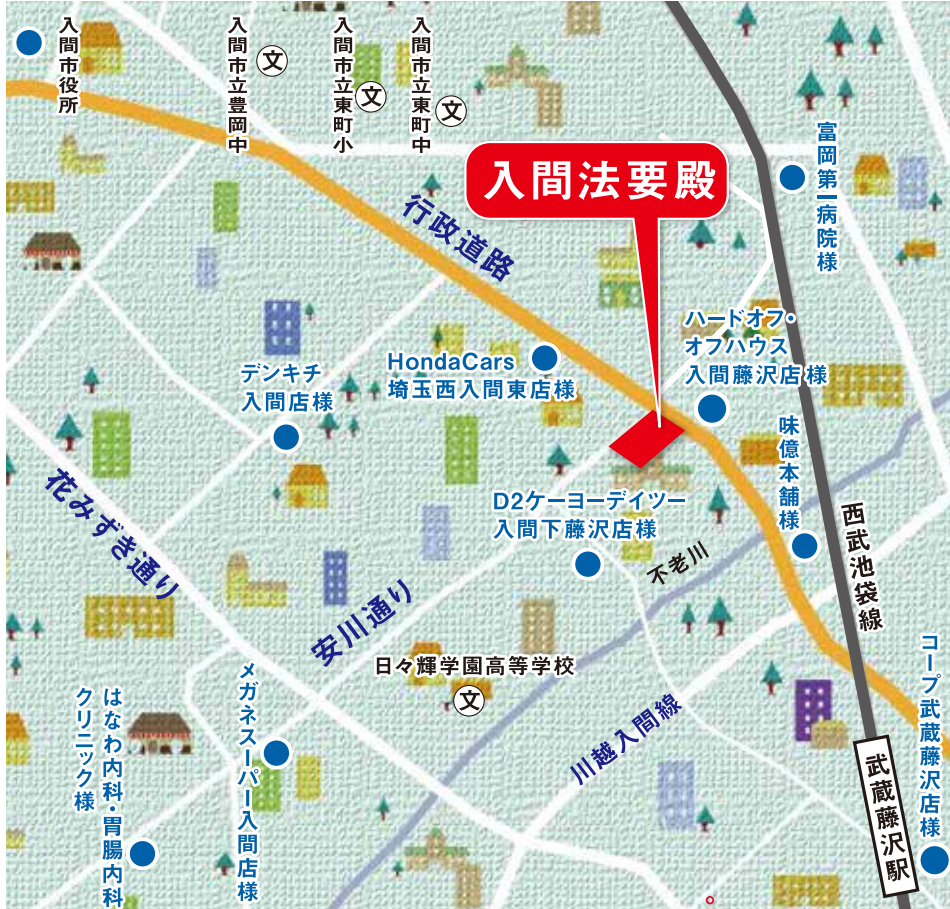 入間市役所
入間市立豊岡中
文
入間市立東町小
文
入間市立東町中
文
入間法要殿
富岡第一病院様
行政道路
ハードオフ・
オフハウス
入間藤沢店様
HondaCars
埼玉西入間東店様
デンキチ
入間店様
味億本舗様
D2ケーヨーデイツー
入間下藤沢店様
花みずき通り
西武池袋線
不老川
安川通り
日々輝学園高等学校
文
コープ武蔵藤沢店様
メガネスーパー入間店様
はなわ内科・胃腸内科
クリニック様
川越入間線
武蔵藤沢駅